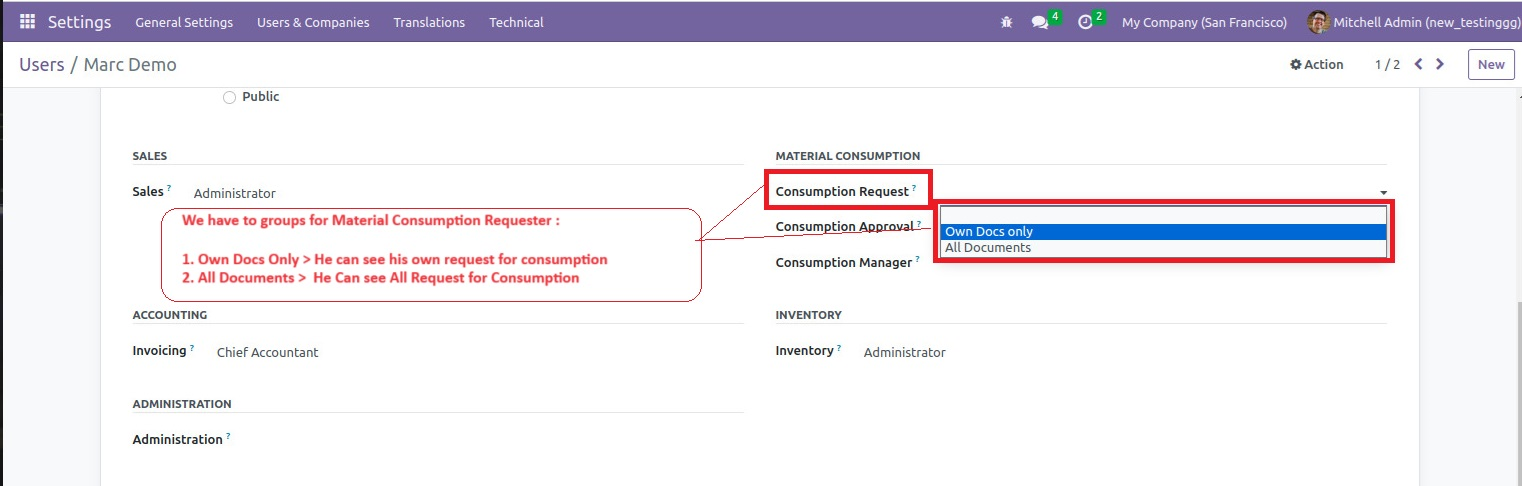 Settings General Settings Users & Companies Translations Technical 4 2 My Company (San Francisco) Mitchell Admin (new_testinggg)
Users / Marc Demo Action 1 / 2 New
Public
SALES
Sales ? Administrator
We have to groups for Material Consumption Requester :
1. Own Docs Only > He can see his own request for consumption
2. All Documents > He Can see All Request for Consumption
MATERIAL CONSUMPTION
Consumption Request ?
Own Docs only
All Documents
Consumption Approval ?
Consumption Manager ?
ACCOUNTING
Invoicing ? Chief Accountant
INVENTORY
Inventory ? Administrator
ADMINISTRATION
Administration ?